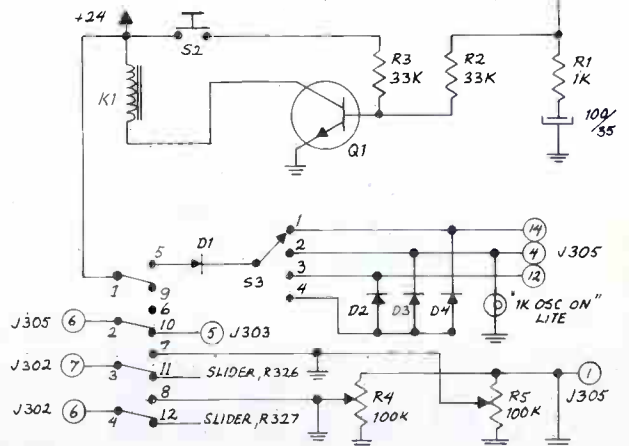 +24
S2
K1
R3
33K
R2
33K
R1
1K
100/35
Q1
5
D1
S3
1
2
3
4
14
4
J305
12
1
9
6
J305
6
2
10
5
J303
D2
D3
D4
"1K OSC ON"
LITE
7
J302
7
3
11
SLIDER, R326
8
J302
6
4
12
SLIDER, R327
R4
100K
R5
100K
1
J305